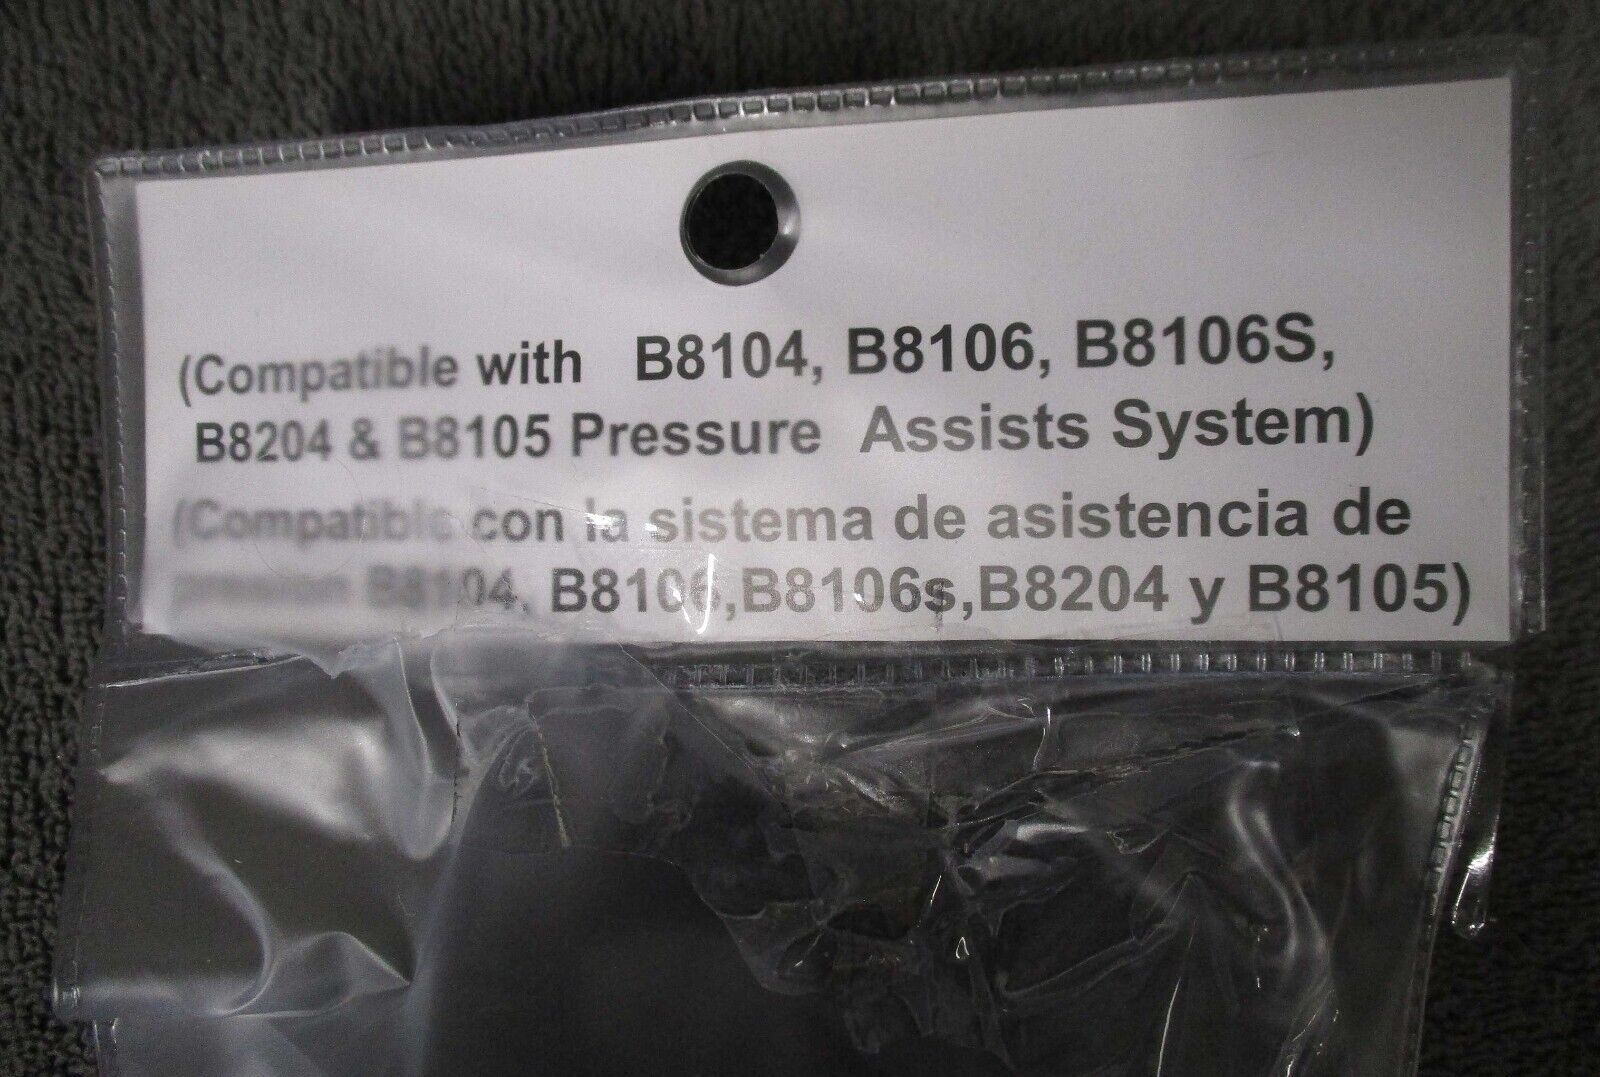 (Compatible with B8104, B8106, B8106S,
B8204 & B8105 Pressure Assists System)
(Compatible con la sistema de asistencia de
presion B8104, B8106,B8106s,B8204 y B8105)